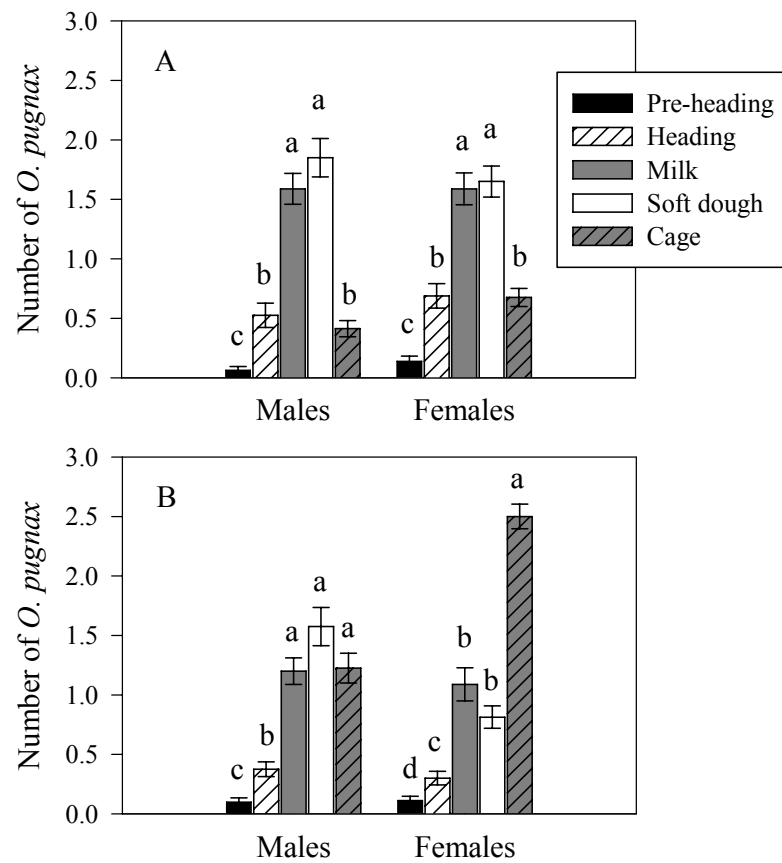 Number of O. pugnax
3.0
2.5
2.0
1.5
1.0
0.5
0.0
A
c
b
a
a
b
c
b
a
a
b
Males
Females
Pre-heading
Heading
Milk
Soft dough
Cage
Number of O. pugnax
3.0
2.5
2.0
1.5
1.0
0.5
0.0
B
c
b
a
a
a
d
c
b
b
a
Males
Females